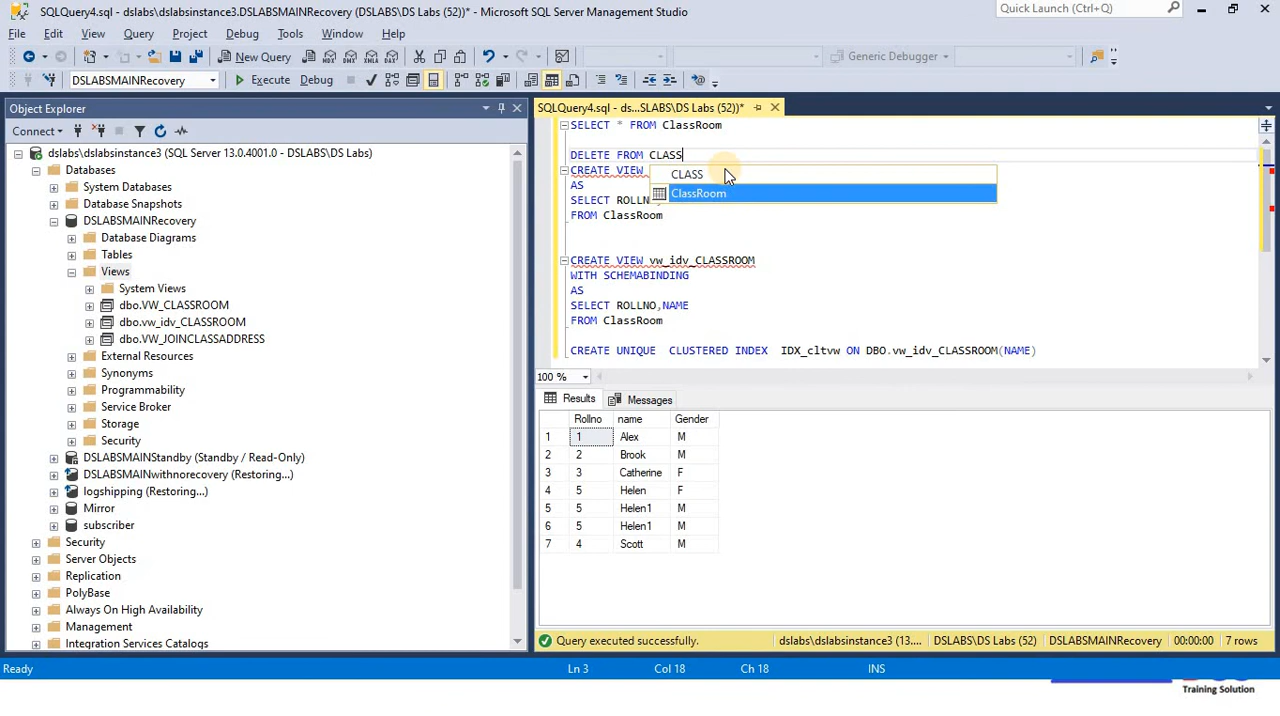 SQLQuery4.sql - dslabs\dslabsinstance3.DSLABSMAINRecovery (DSLABS\DS Labs (52))* - Microsoft SQL Server Management Studio
Quick Launch (Ctrl+Q)
File Edit View Query Project Debug Tools Window Help
New Query
Generic Debugger
DSLABSMAINRecovery
Execute Debug
Object Explorer
Connect
dslabs\dslabsinstance3 (SQL Server 13.0.4001.0 - DSLABS\DS Labs)
Databases
System Databases
Database Snapshots
DSLABSMAINRecovery
Database Diagrams
Tables
Views
System Views
dbo.VW_CLASSROOM
dbo.vw_idv_CLASSROOM
dbo.VW_JOINCLASSADDRESS
External Resources
Synonyms
Programmability
Service Broker
Storage
Security
DSLABSMAINStandby (Standby / Read-Only)
DSLABSMAINwithnorecovery (Restoring...)
logshipping (Restoring...)
Mirror
subscriber
Security
Server Objects
Replication
PolyBase
Always On High Availability
Management
Integration Services Catalogs
SQLQuery4.sql - ds...SLABS\DS Labs (52))*
SELECT * FROM ClassRoom
DELETE FROM CLASS
CREATE VIEW
CLASS
AS
ClassRoom
SELECT ROLLNO
FROM ClassRoom
CREATE VIEW vw_idv_CLASSROOM
WITH SCHEMABINDING
AS
SELECT ROLLNO,NAME
FROM ClassRoom
CREATE UNIQUE CLUSTERED INDEX IDX_cltvw ON DBO.vw_idv_CLASSROOM(NAME)
100 %
Results Messages
Rollno name Gender
1 1 Alex M
2 2 Brook M
3 3 Catherine F
4 5 Helen F
5 5 Helen1 M
6 5 Helen1 M
7 4 Scott M
Query executed successfully. dslabs\dslabsinstance3 (13.... DSLABS\DS Labs (52) DSLABSMAINRecovery 00:00:00 7 rows
Ready Ln 3 Col 18 Ch 18 INS
Training Solution